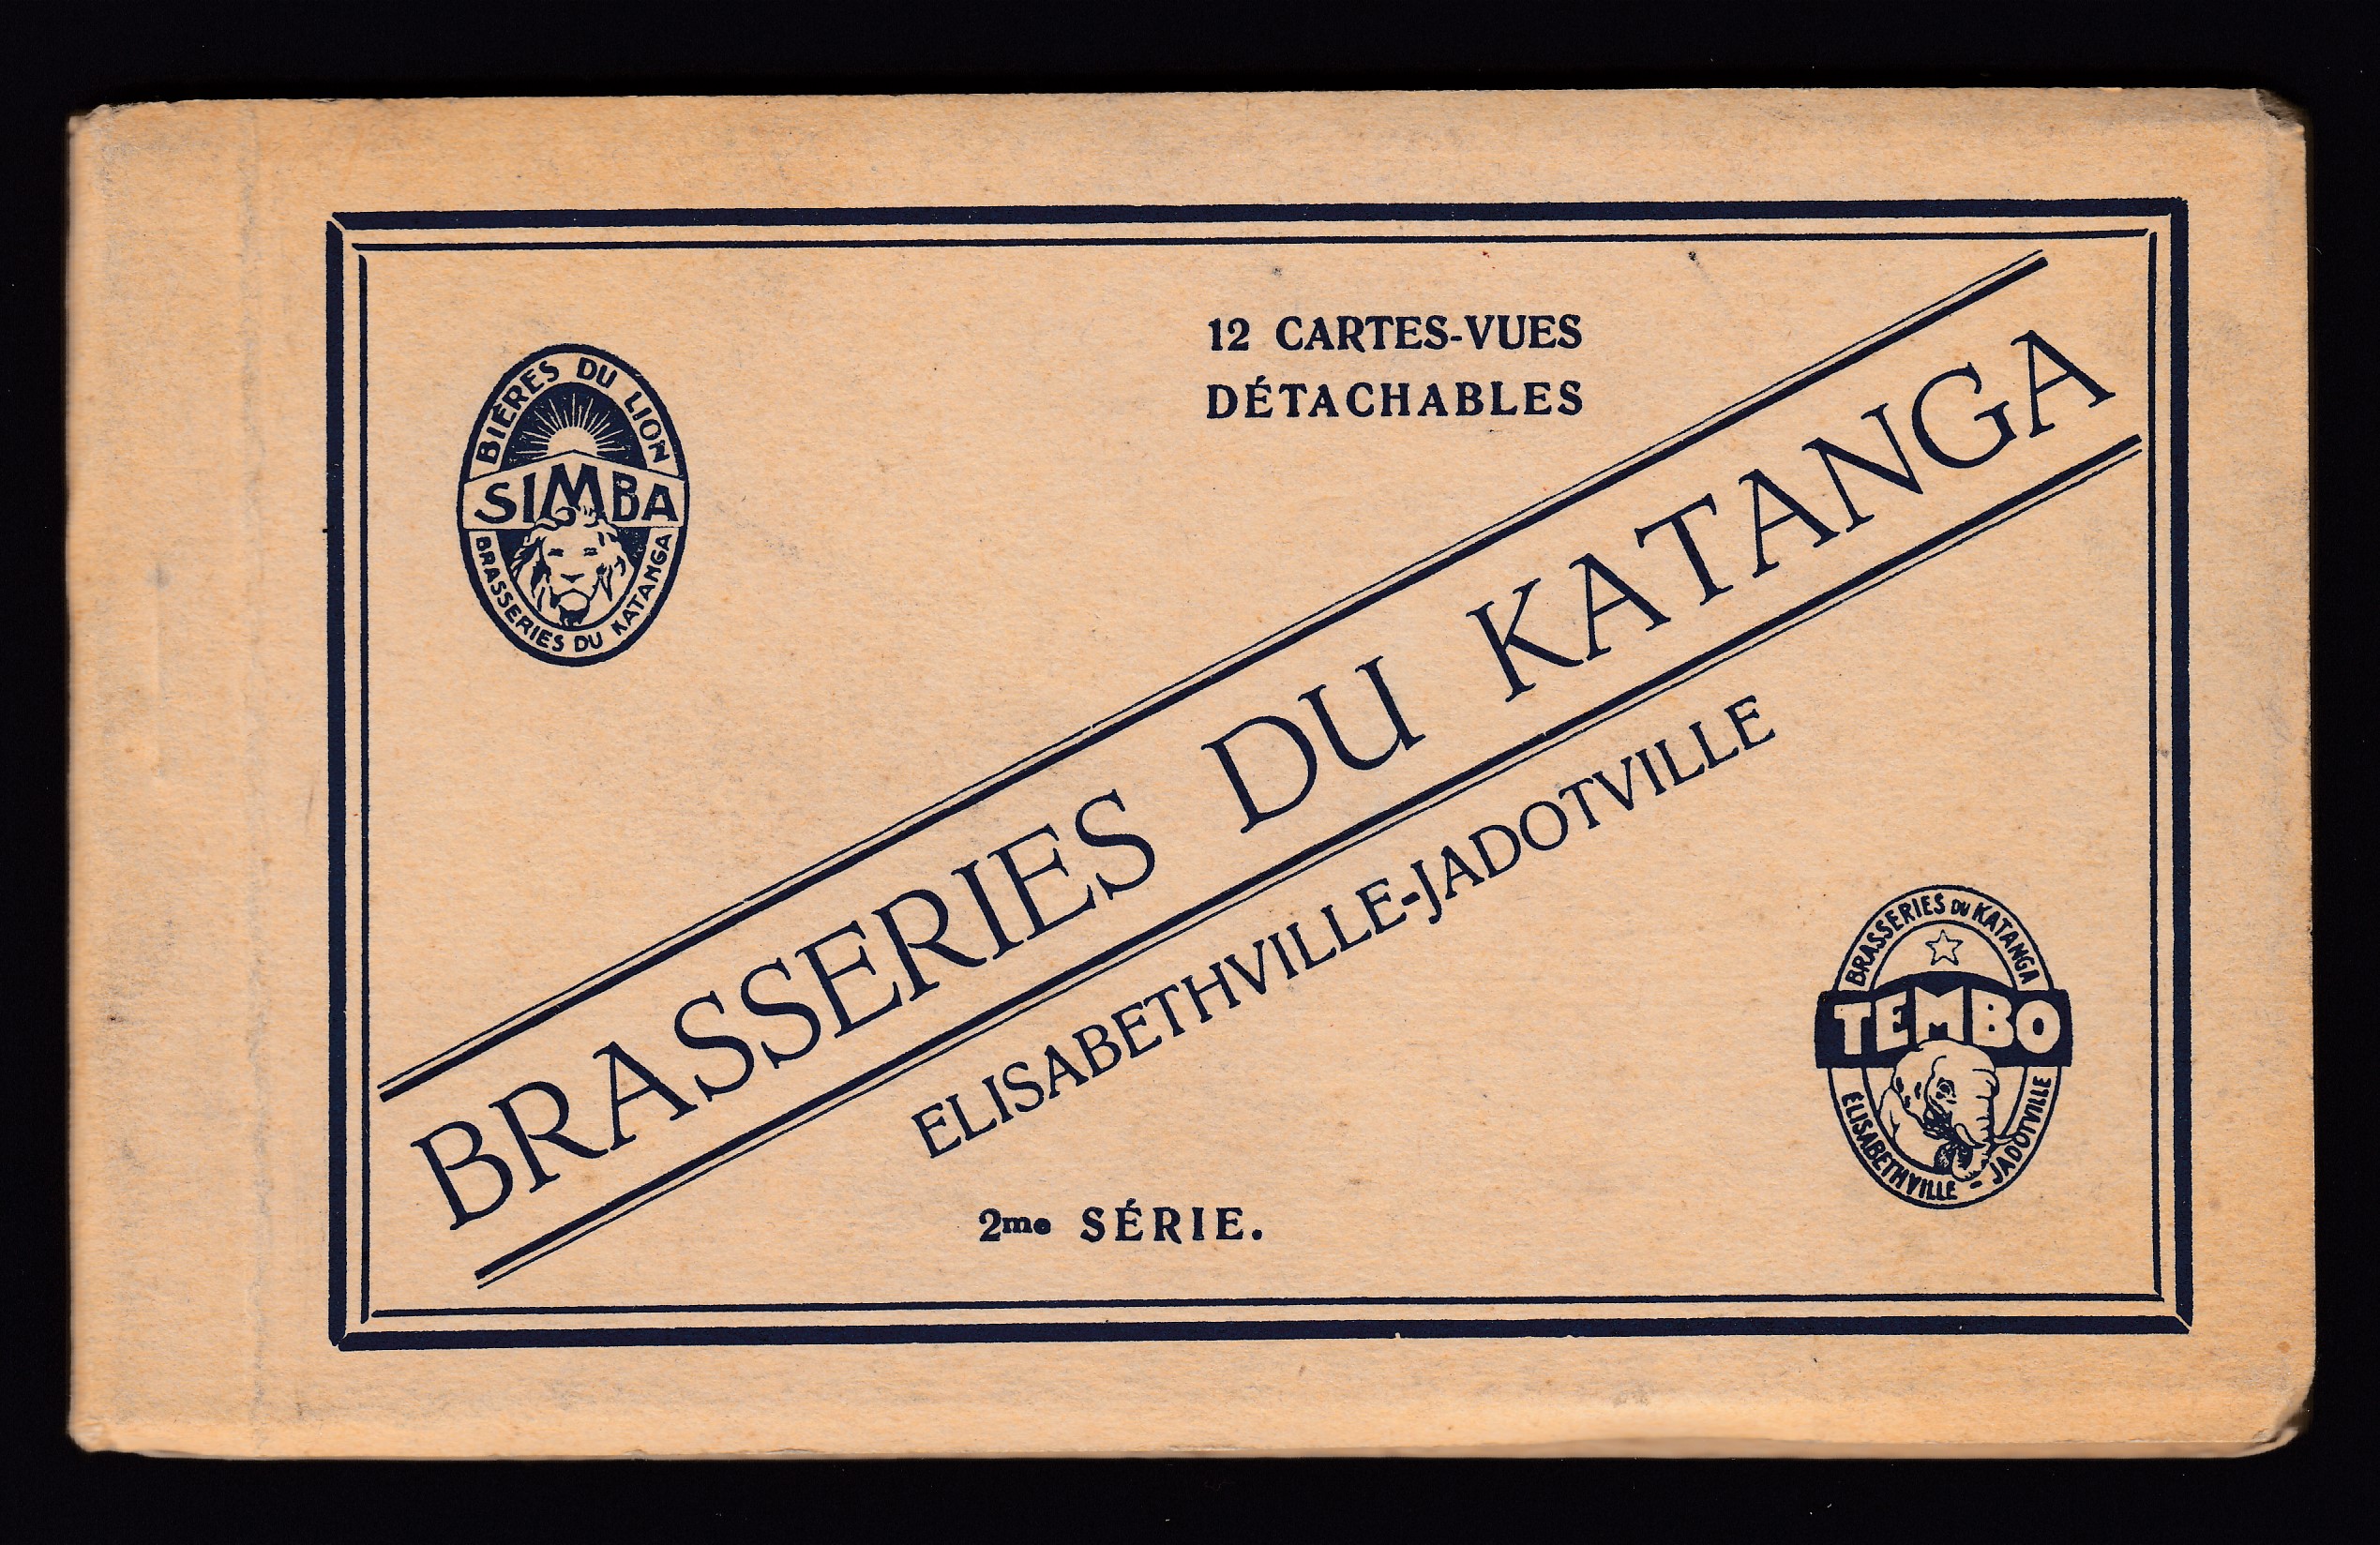 12 CARTES-VUES
DÉTACHABLES
BIÈRES DU LION
SIMBA
BRASSERIES DU KATANGA
BRASSERIES DU KATANGA
ELISABETHVILLE-JADOTVILLE
2me SÉRIE.
BRASSERIES DU KATANGA
TEMBO
ÉLISABETHVILLE - JADOTVILLE